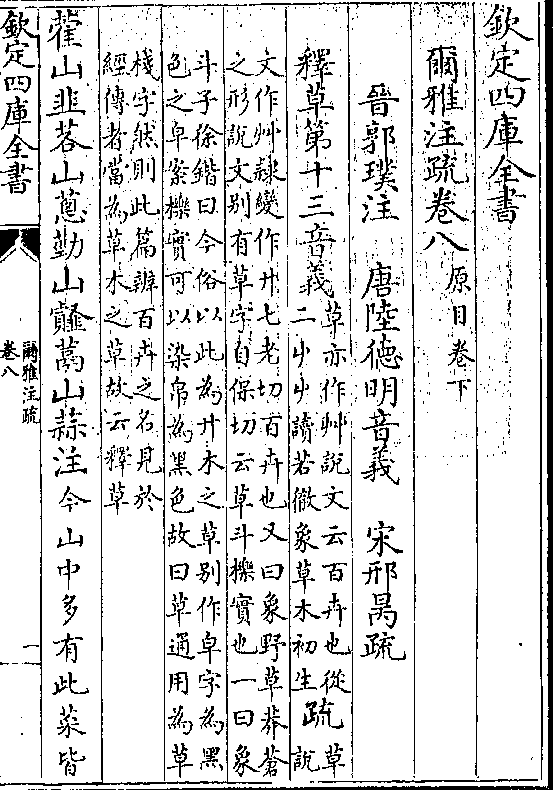 欽定四庫全書
爾雅注疏卷八 原目卷下
晉郭璞注 唐陸德明音義 宋邢昺疏
釋草第十三音義
草亦作艸說文云百卉也從
二屮屮讀若徹象草木初生
疏
草
說
文作艸隸變作艹七老切百卉也又曰象野草莽蒼
之形說文别有草字自保切云草斗櫟實也一曰象
斗子徐鍇曰今俗以此為艹木之草别作皁字為黑
色之皁案櫟實可以染帛為黑色故曰草通用為草
棧字然則此篇辨百卉之名見於
經傳者當為草木之草故云釋草
藿山韭茖山蔥勤山䪥蒚山蒜注今山中多有此菜皆
欽定四庫全書
爾雅注疏
卷八
一